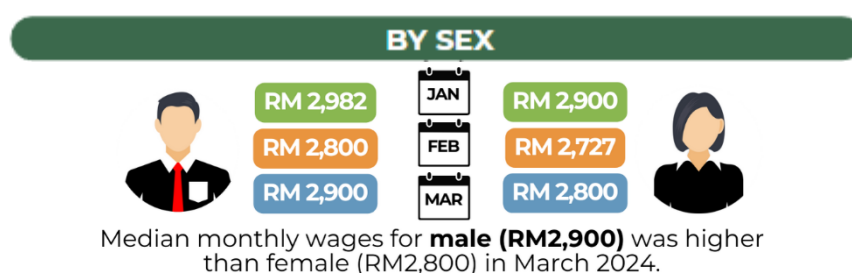 BY SEX
RM 2,982 JAN RM 2,900
RM 2,800 FEB RM 2,727
RM 2,900 MAR RM 2,800
Median monthly wages for male (RM2,900) was higher
than female (RM2,800) in March 2024.